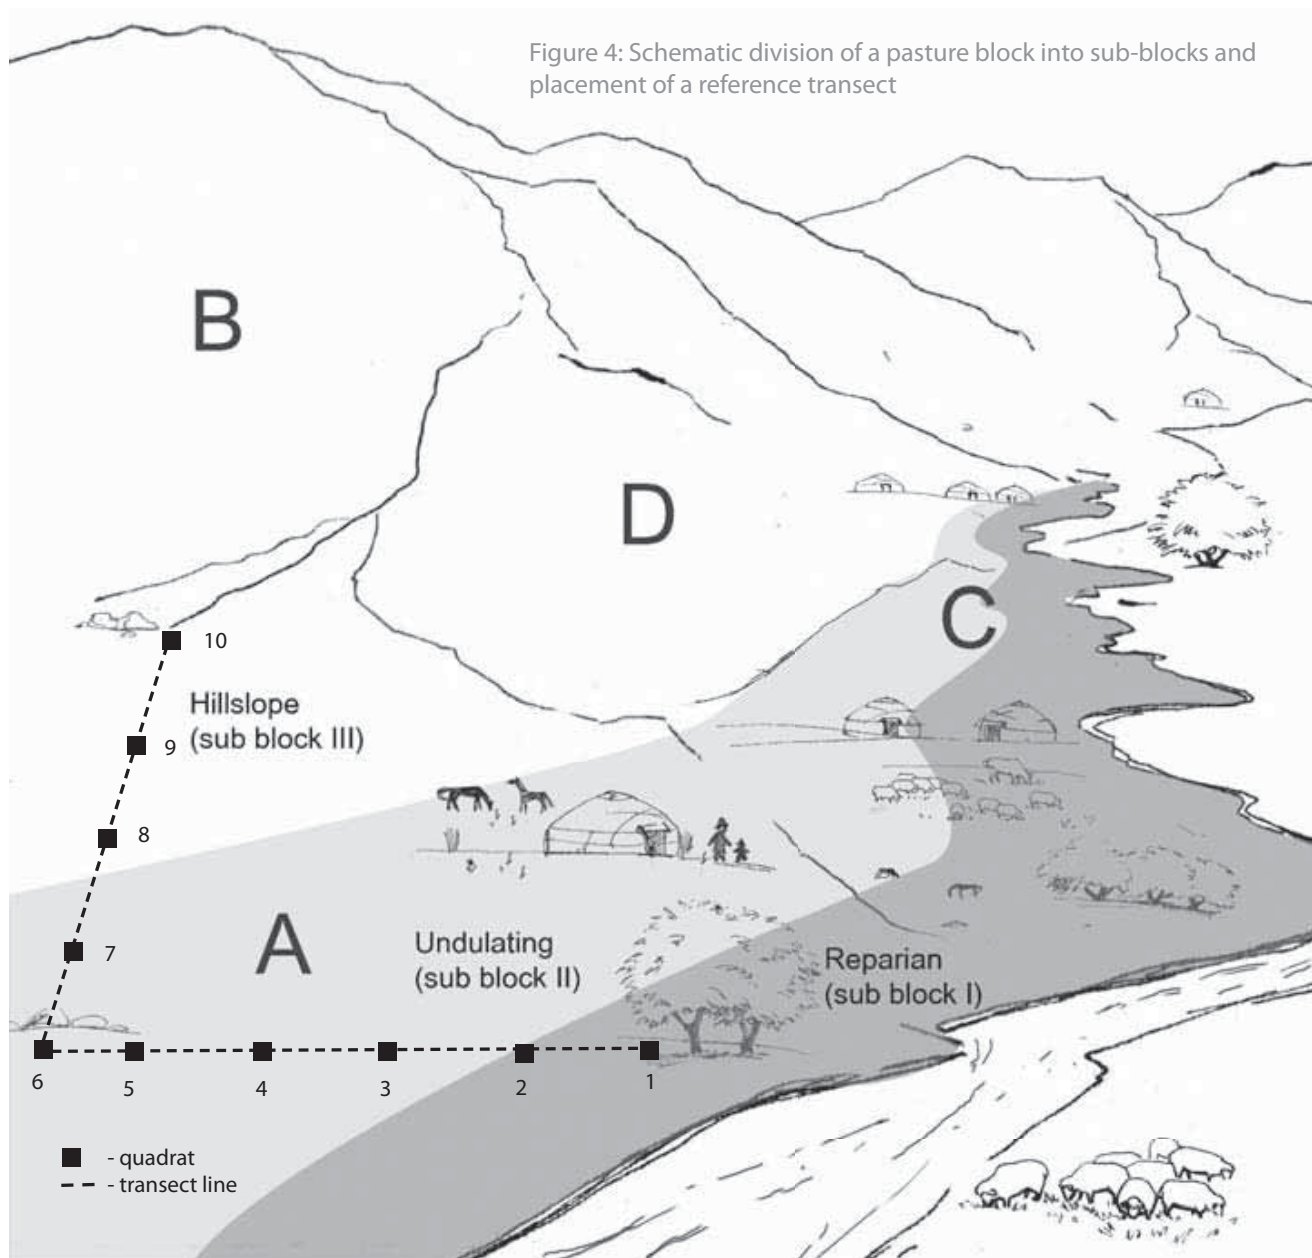 Figure 4: Schematic division of a pasture block into sub-blocks and
placement of a reference transect
B
D
C
10
Hillslope
(sub block III)
9
8
A
7
Undulating
(sub block II)
Reparian
(sub block I)
6
5
4
3
2
1
- quadrat
- transect line